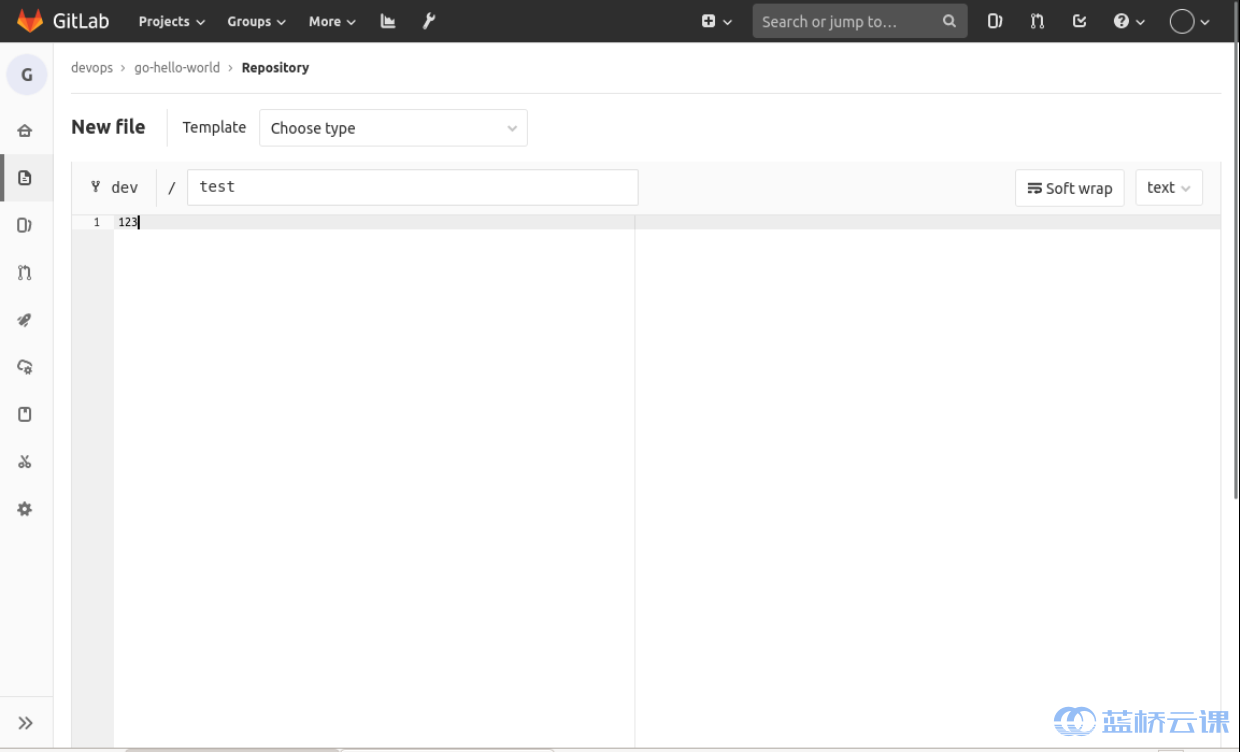 GitLab Projects Groups More Search or jump to...
G
devops › go-hello-world › Repository
New file Template Choose type
dev / test Soft wrap text
1 123
蓝桥云课